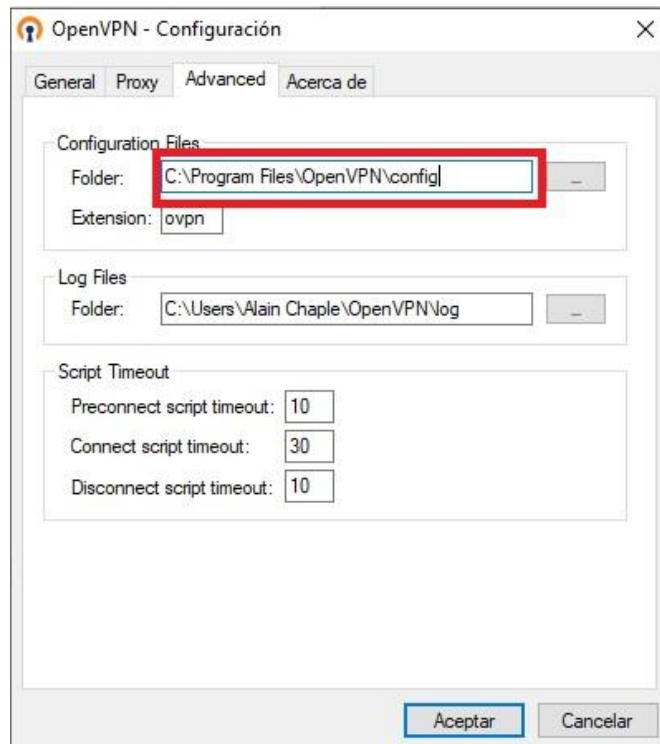 OpenVPN - Configuración
General Proxy Advanced Acerca de
Configuration Files
Folder: C:\Program Files\OpenVPN\config ...
Extension: ovpn
Log Files
Folder: C:\Users\Alain Chaple\OpenVPN\log ...
Script Timeout
Preconnect script timeout: 10
Connect script timeout: 30
Disconnect script timeout: 10
Aceptar Cancelar